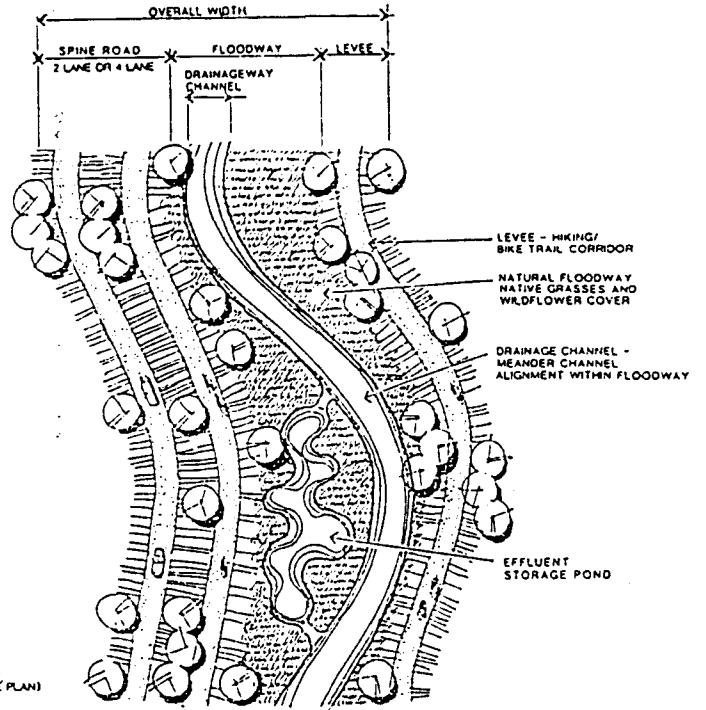 OVERALL WIDTH
SPINE ROAD
2 LANE OR 4 LANE
FLOODWAY
LEVEE
DRAINAGEWAY
CHANNEL
LEVEE - HIKING/
BIKE TRAIL CORRIDOR
NATURAL FLOODWAY
NATIVE GRASSES AND
WILDFLOWER COVER
DRAINAGE CHANNEL -
MEANDER CHANNEL
ALIGNMENT WITHIN FLOODWAY
EFFLUENT
STORAGE POND
(PLAN)